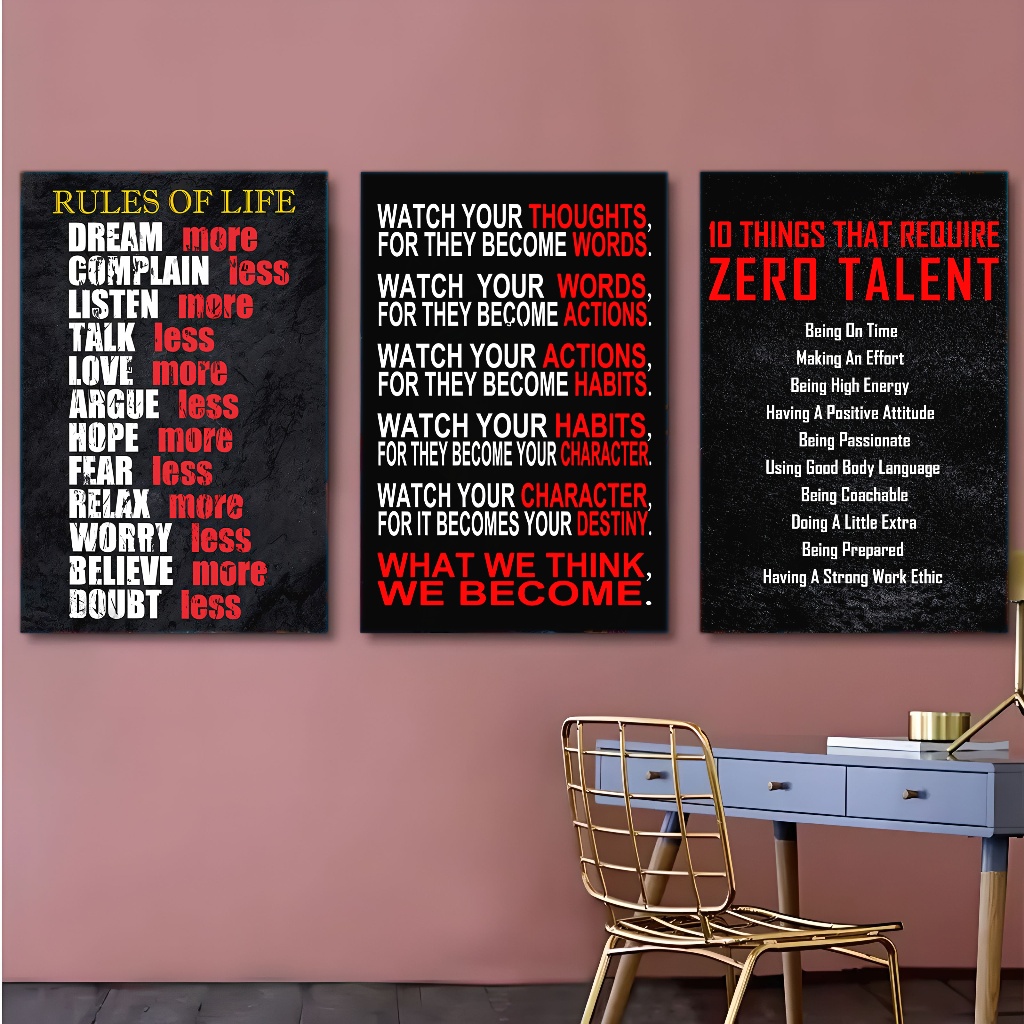 RULES OF LIFE
DREAM more
COMPLAIN less
LISTEN more
TALK less
LOVE more
ARGUE less
HOPE more
FEAR less
RELAX more
WORRY less
BELIEVE more
DOUBT less
WATCH YOUR THOUGHTS,
FOR THEY BECOME WORDS.
WATCH YOUR WORDS,
FOR THEY BECOME ACTIONS.
WATCH YOUR ACTIONS,
FOR THEY BECOME HABITS.
WATCH YOUR HABITS,
FOR THEY BECOME YOUR CHARACTER.
WATCH YOUR CHARACTER,
FOR IT BECOMES YOUR DESTINY.
WHAT WE THINK,
WE BECOME.
10 THINGS THAT REQUIRE
ZERO TALENT
Being On Time
Making An Effort
Being High Energy
Having A Positive Attitude
Being Passionate
Using Good Body Language
Being Coachable
Doing A Little Extra
Being Prepared
Having A Strong Work Ethic